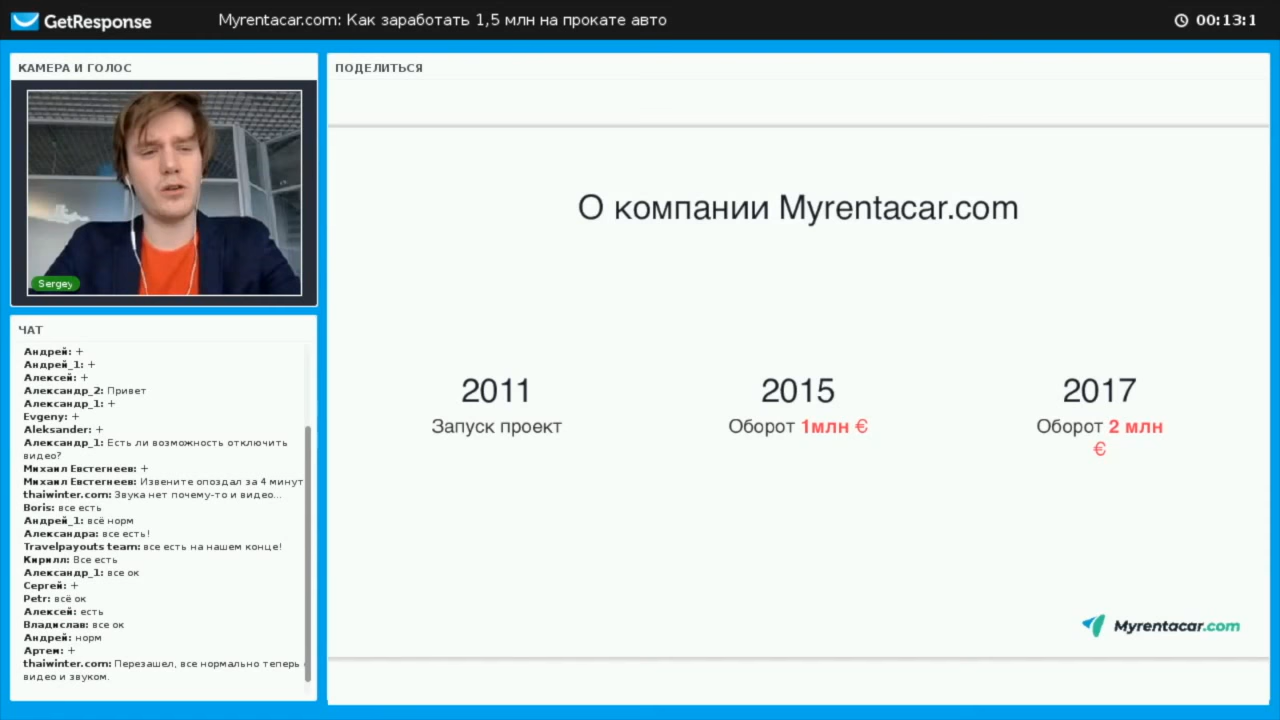 GetResponse
Myrentacar.com: Как заработать 1,5 млн на прокате авто
00:13:1
КАМЕРА И ГОЛОС
Sergey
ЧАТ
Андрей: +
Андрей_1: +
Алексей: +
Александр_2: Привет
Александр_1: +
Evgeny: +
Aleksander: +
Александр_1: Есть ли возможность отключить
видео?
Михаил Евстегнеев: +
Михаил Евстегнеев: Извените опоздал за 4 минут
thaiwinter.com: Звука нет почему-то и видео...
Boris: все есть
Андрей_1: всё норм
Александра: все есть!
Travelpayouts team: все есть на нашем конце!
Кирилл: Все есть
Александр_1: все ок
Сергей: +
Petr: всё ок
Алексей: есть
Владислав: все ок
Андрей: норм
Артем: +
thaiwinter.com: Перезашел, все нормально теперь
видео и звуком.
ПОДЕЛИТЬСЯ
О компании Myrentacar.com
2011
Запуск проект
2015
Оборот 1млн €
2017
Оборот 2 млн
€
Myrentacar.com